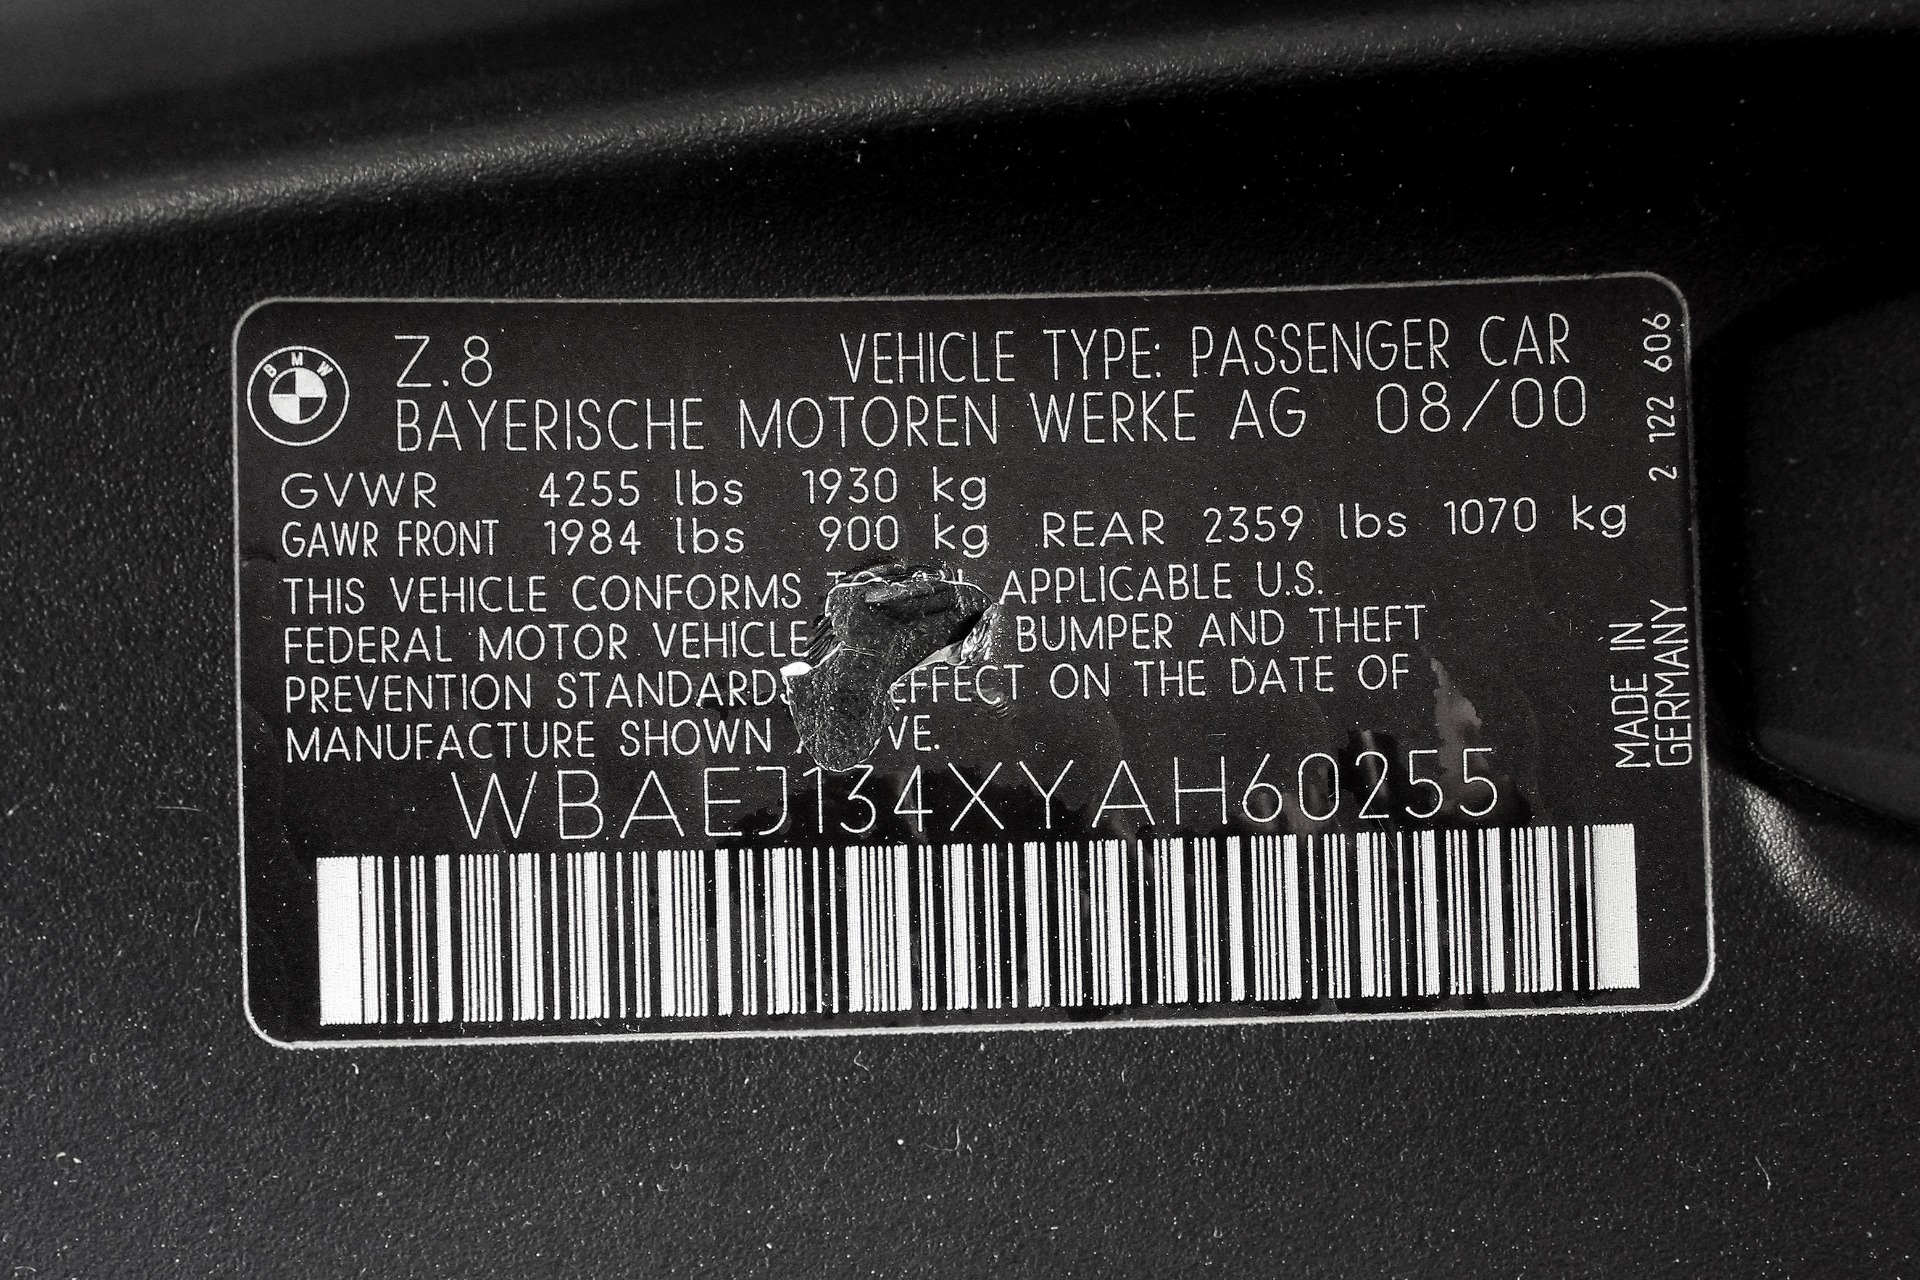 BMW
Z.8 VEHICLE TYPE: PASSENGER CAR
BAYERISCHE MOTOREN WERKE AG 08/00
GVWR 4255 lbs 1930 kg
GAWR FRONT 1984 lbs 900 kg REAR 2359 lbs 1070 kg
THIS VEHICLE CONFORMS APPLICABLE U.S.
FEDERAL MOTOR VEHICLE BUMPER AND THEFT
PREVENTION STANDARDS EFFECT ON THE DATE OF
MANUFACTURE SHOWN
WBAEJ134XYAH60255
2 122 606
MADE IN
GERMANY